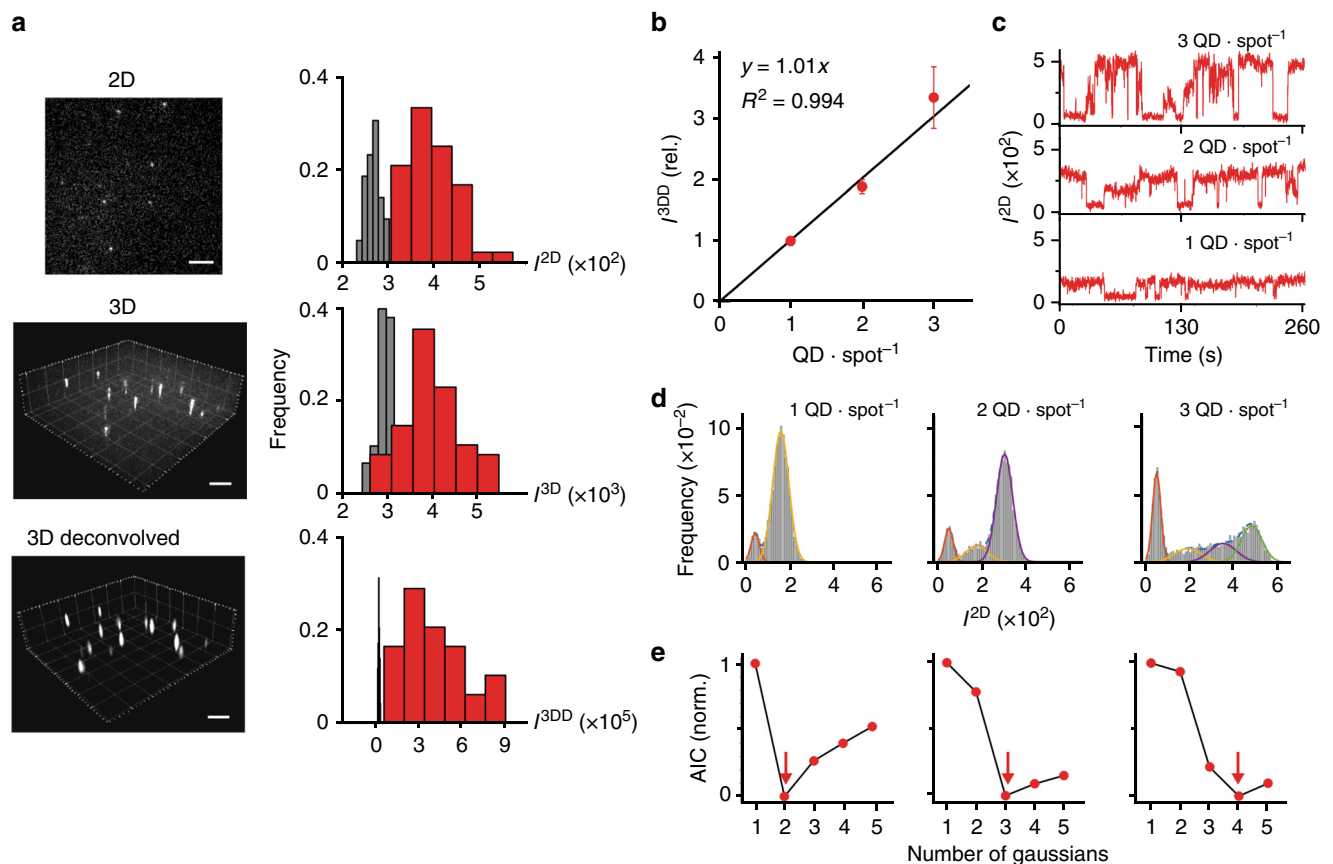 a
2D
0.4
0.2
0
2 3 4 5
I²ᴰ (×10²)
3D
0.4
0.2
0
2 3 4 5
I³ᴰ (×10³)
Frequency
3D deconvolved
0.4
0.2
0
0 3 6 9
I³ᴰᴰ (×10⁵)
b
4
3
2
1
0
0 1 2 3
y = 1.01x
R² = 0.994
I³ᴰᴰ (rel.)
QD · spot⁻¹
c
3 QD · spot⁻¹
5
0
2 QD · spot⁻¹
5
0
1 QD · spot⁻¹
5
0
I²ᴰ (×10²)
0 130 260
Time (s)
d
1 QD · spot⁻¹ 2 QD · spot⁻¹ 3 QD · spot⁻¹
Frequency (×10⁻²)
10
5
0
0 2 4 6 0 2 4 6 0 2 4 6
I²ᴰ (×10²)
e
AIC (norm.)
1
0.5
0
1 2 3 4 5 1 2 3 4 5 1 2 3 4 5
Number of gaussians